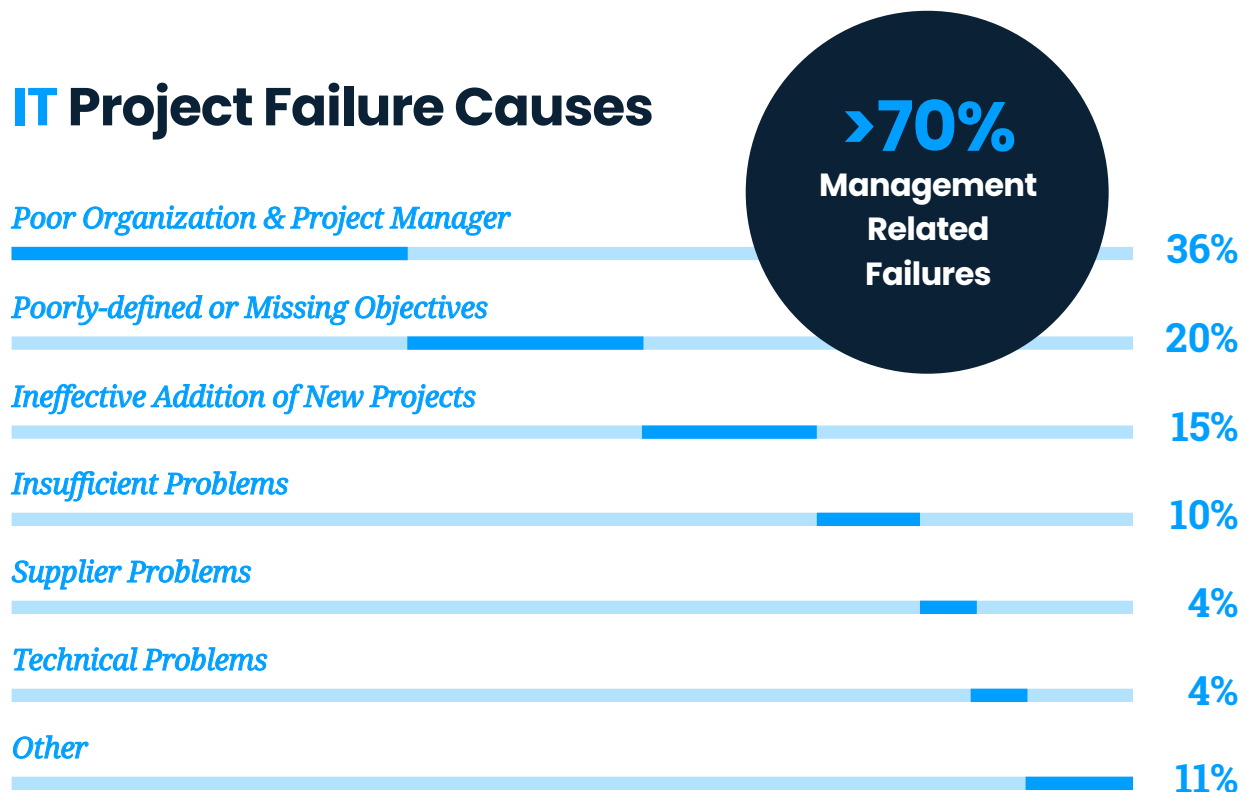 IT Project Failure Causes
>70%
Management
Related
Failures
Poor Organization & Project Manager
36%
Poorly-defined or Missing Objectives
20%
Ineffective Addition of New Projects
15%
Insufficient Problems
10%
Supplier Problems
4%
Technical Problems
4%
Other
11%